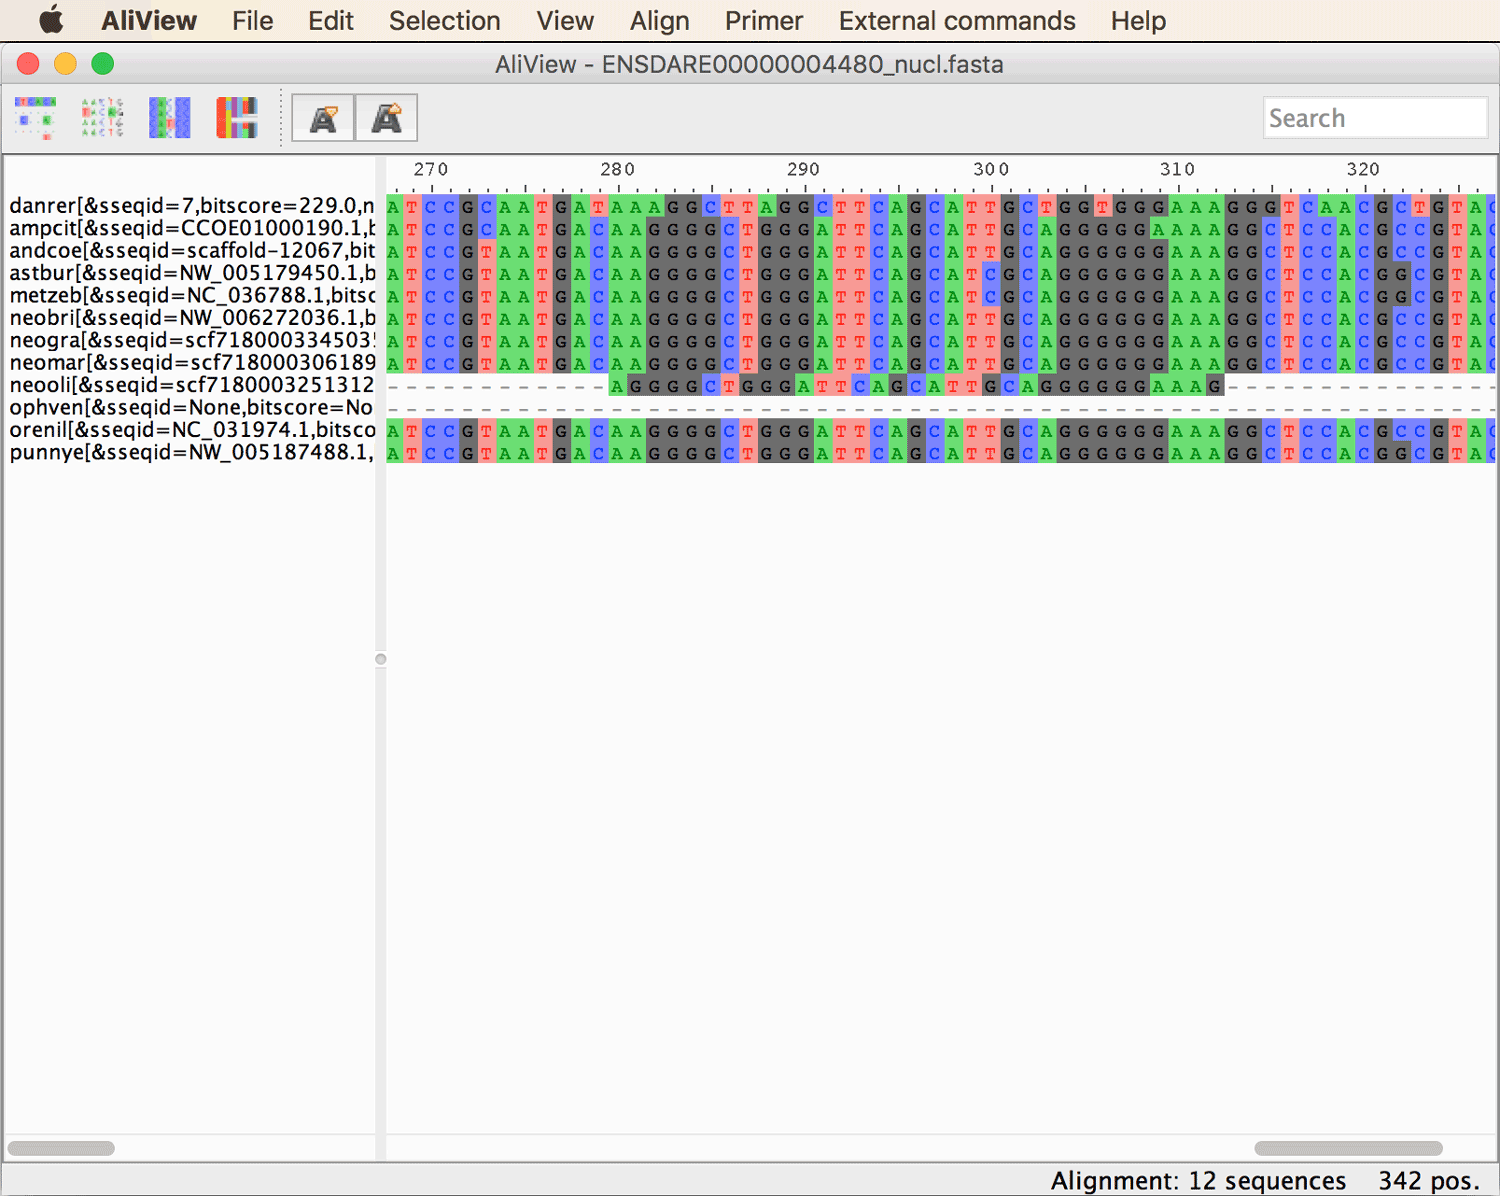 AliView File Edit Selection View Align Primer External commands Help
AliView - ENSDARE00000004480_nucl.fasta
Search
270 280 290 300 310 320
danrer[&sseqid=7,bitscore=229.0,n ATCCGCAATGATAAAGGCTTAGGCTTCAGCATTGCTGGTGGGAAAGGGTCAACGCTGTAC
ampcit[&sseqid=CCOE01000190.1,b ATCCGCAATGACAAGGGGCTGGGATTCAGCATTGCAGGGGGAAAAGGCTCCACGCCGTAC
andcoe[&sseqid=scaffold-12067,bit ATCCGTAATGACAAGGGGCTGGGATTCAGCATTGCAGGGGGGAAAGGCTCCACGCCGTAC
astbur[&sseqid=NW_005179450.1,b ATCCGTAATGACAAGGGGCTGGGATTCAGCATCGCAGGGGGGAAAGGCTCCACGGCGTAC
metzeb[&sseqid=NC_036788.1,bitsc ATCCGTAATGACAAGGGGCTGGGATTCAGCATCGCAGGGGGGAAAGGCTCCACGGCGTAC
neobri[&sseqid=NW_006272036.1,b ATCCGTAATGACAAGGGGCTGGGATTCAGCATTGCAGGGGGGAAAGGCTCCACGCCGTAC
neogra[&sseqid=scf7180003345035 ATCCGTAATGACAAGGGGCTGGGATTCAGCATTGCAGGGGGGAAAGGCTCCACGCCGTAC
neomar[&sseqid=scf718000306189 ATCCGTAATGACAAGGGGCTGGGATTCAGCATTGCAGGGGGGAAAGGCTCCACGCCGTAC
neooli[&sseqid=scf7180003251312 ------------AGGGGCTGGGATTCAGCATTGCAGGGGGGAAAG---------------
ophven[&sseqid=None,bitscore=No ------------------------------------------------------------
orenil[&sseqid=NC_031974.1,bitsco ATCCGTAATGACAAGGGGCTGGGATTCAGCATTGCAGGGGGGAAAGGCTCCACGCCGTAC
punnye[&sseqid=NW_005187488.1, ATCCGTAATGACAAGGGGCTGGGATTCAGCATTGCAGGGGGGAAAGGCTCCACGGCGTAC
Alignment: 12 sequences 342 pos.